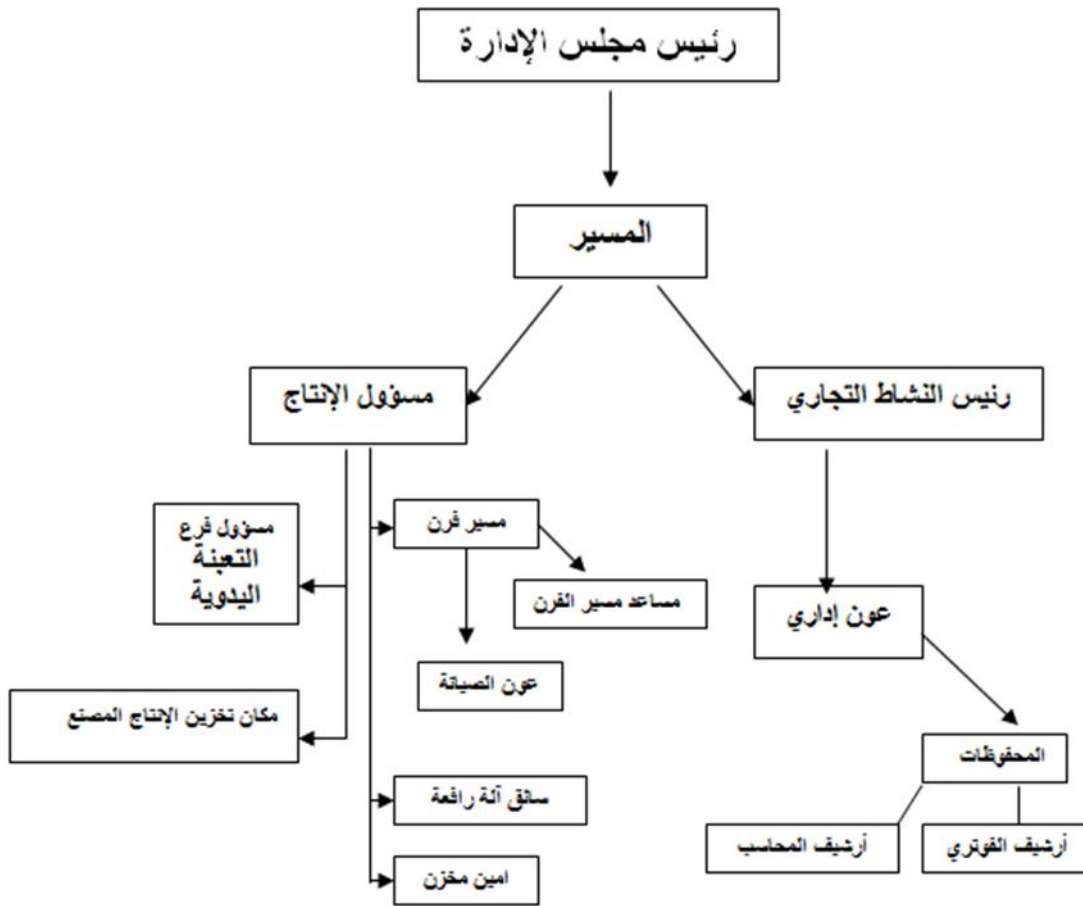 رئيس مجلس الإدارة
المسير
مسؤول الإنتاج
رئيس النشاط التجاري
مسؤول فرع
التعبئة
اليدوية
مسير فرن
مساعد مسير الفرن
عون إداري
عون الصيانة
مكان تخزين الإنتاج المصنع
المحفوظات
سائق آلة رافعة
أرشيف الفوتري
أرشيف المحاسب
امين مخزن